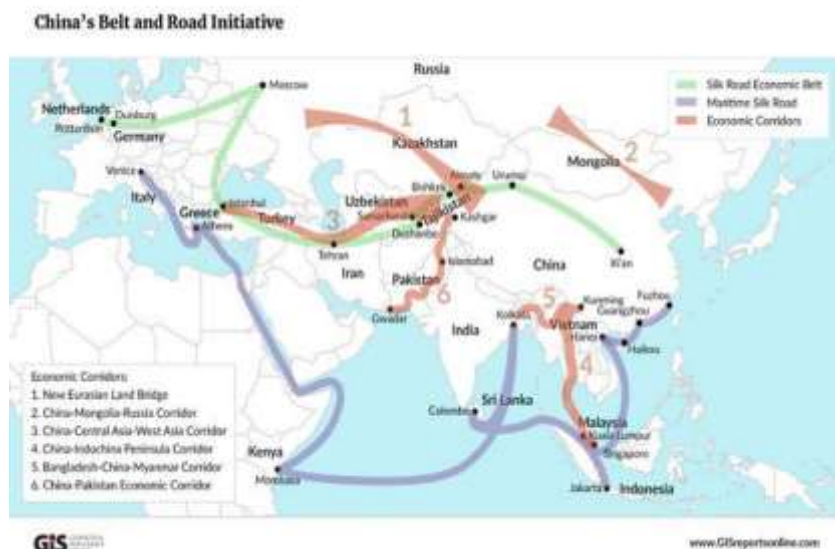 China's Belt and Road Initiative
Russia
Silk Road Economic Belt
Maritime Silk Road
Economic Corridors
Moscow
Netherlands
Duisburg
Rotterdam
Germany
1
Kazakhstan
2
Mongolia
Venice
Almaty
Urumqi
Bishkek
Italy
Istanbul
Uzbekistan
Samarkand
Tajikistan
Kashgar
Greece
Turkey
3
Athens
Dushanbe
Tehran
Xi'an
Iran
Islamabad
China
Pakistan
6
Gwadar
5
Kunming
Fuzhou
Guangzhou
Kolkata
India
Vietnam
Hanoi
Haikou
4
Economic Corridors:
1. New Eurasian Land Bridge
2. China-Mongolia-Russia Corridor
3. China-Central Asia-West Asia Corridor
4. China-Indochina Peninsula Corridor
5. Bangladesh-China-Myanmar Corridor
6. China-Pakistan Economic Corridor
Sri Lanka
Colombo
Malaysia
Kuala Lumpur
Singapore
Kenya
Mombasa
Jakarta
Indonesia
GIS
www.GISreportsonline.com